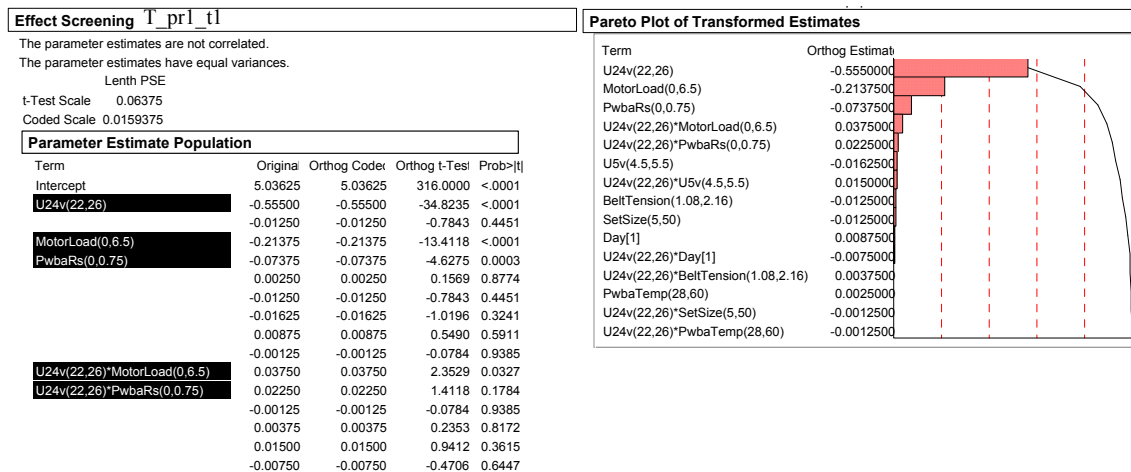 Effect Screening T_pr1_t1
The parameter estimates are not correlated.
The parameter estimates have equal variances.
Lenth PSE
t-Test Scale 0.06375
Coded Scale 0.0159375
Parameter Estimate Population
Term Original Orthog Coded Orthog t-Test Prob>|t|
Intercept 5.03625 5.03625 316.0000 <.0001
U24v(22,26) -0.55500 -0.55500 -34.8235 <.0001
-0.01250 -0.01250 -0.7843 0.4451
MotorLoad(0,6.5) -0.21375 -0.21375 -13.4118 <.0001
PwbaRs(0,0.75) -0.07375 -0.07375 -4.6275 0.0003
0.00250 0.00250 0.1569 0.8774
-0.01250 -0.01250 -0.7843 0.4451
-0.01625 -0.01625 -1.0196 0.3241
0.00875 0.00875 0.5490 0.5911
-0.00125 -0.00125 -0.0784 0.9385
U24v(22,26)*MotorLoad(0,6.5) 0.03750 0.03750 2.3529 0.0327
U24v(22,26)*PwbaRs(0,0.75) 0.02250 0.02250 1.4118 0.1784
-0.00125 -0.00125 -0.0784 0.9385
0.00375 0.00375 0.2353 0.8172
0.01500 0.01500 0.9412 0.3615
-0.00750 -0.00750 -0.4706 0.6447
Pareto Plot of Transformed Estimates
Term Orthog Estimat
U24v(22,26) -0.5550000
MotorLoad(0,6.5) -0.2137500
PwbaRs(0,0.75) -0.0737500
U24v(22,26)*MotorLoad(0,6.5) 0.0375000
U24v(22,26)*PwbaRs(0,0.75) 0.0225000
U5v(4.5,5.5) -0.0162500
U24v(22,26)*U5v(4.5,5.5) 0.0150000
BeltTension(1.08,2.16) -0.0125000
SetSize(5,50) -0.0125000
Day[1] 0.0087500
U24v(22,26)*Day[1] -0.0075000
U24v(22,26)*BeltTension(1.08,2.16) 0.0037500
PwbaTemp(28,60) 0.0025000
U24v(22,26)*SetSize(5,50) -0.0012500
U24v(22,26)*PwbaTemp(28,60) -0.0012500